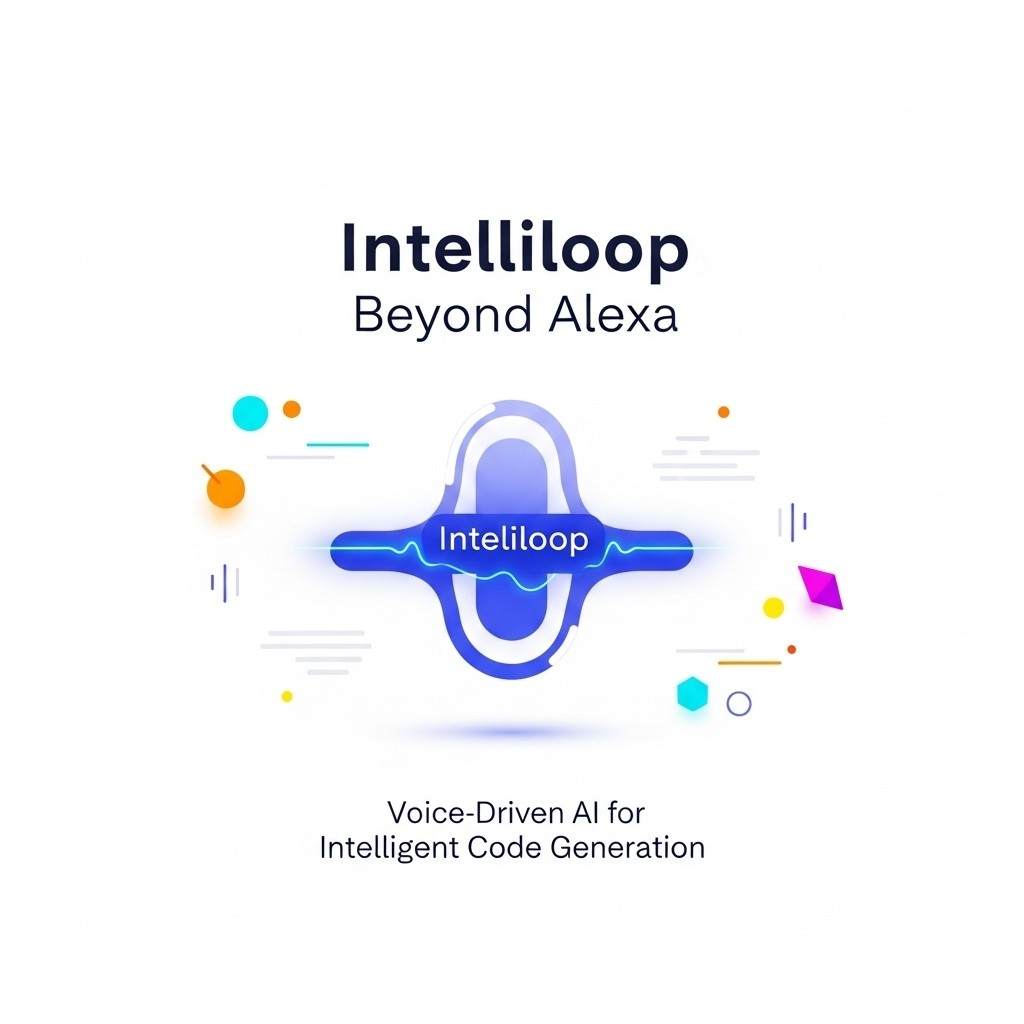 Intelliloop
Beyond Alexa
Inteliloop
Voice-Driven AI for
Intelligent Code Generation